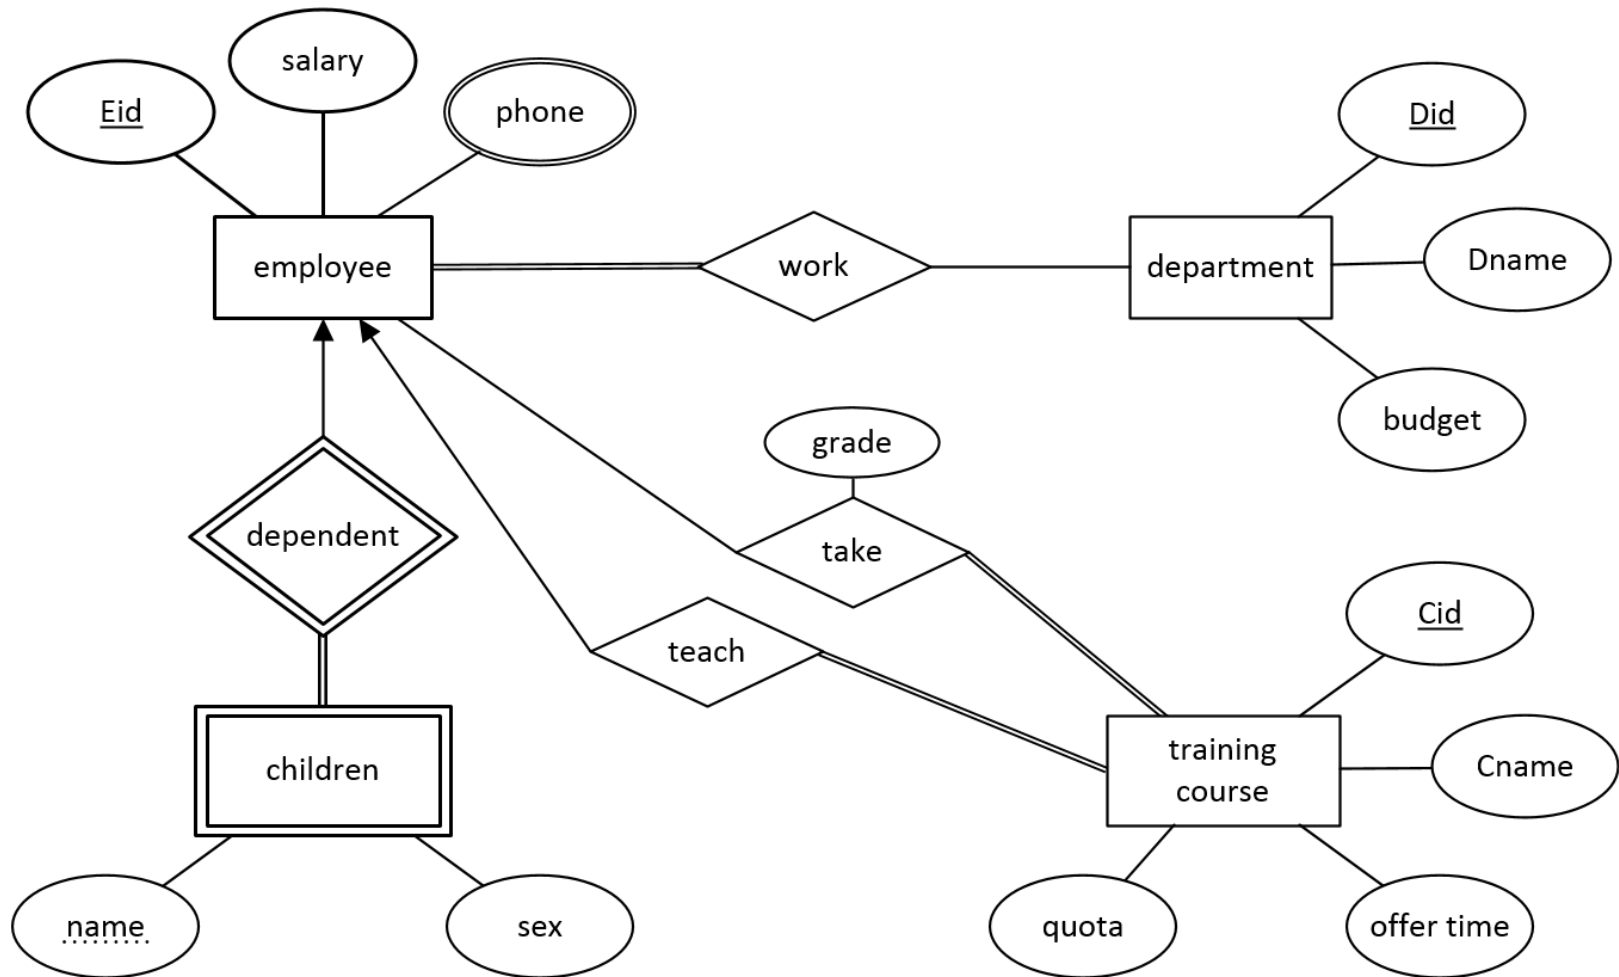 salary
Eid
phone
Did
employee
work
department
Dname
grade
budget
dependent
take
teach
Cid
children
training
course
Cname
name
sex
quota
offer time